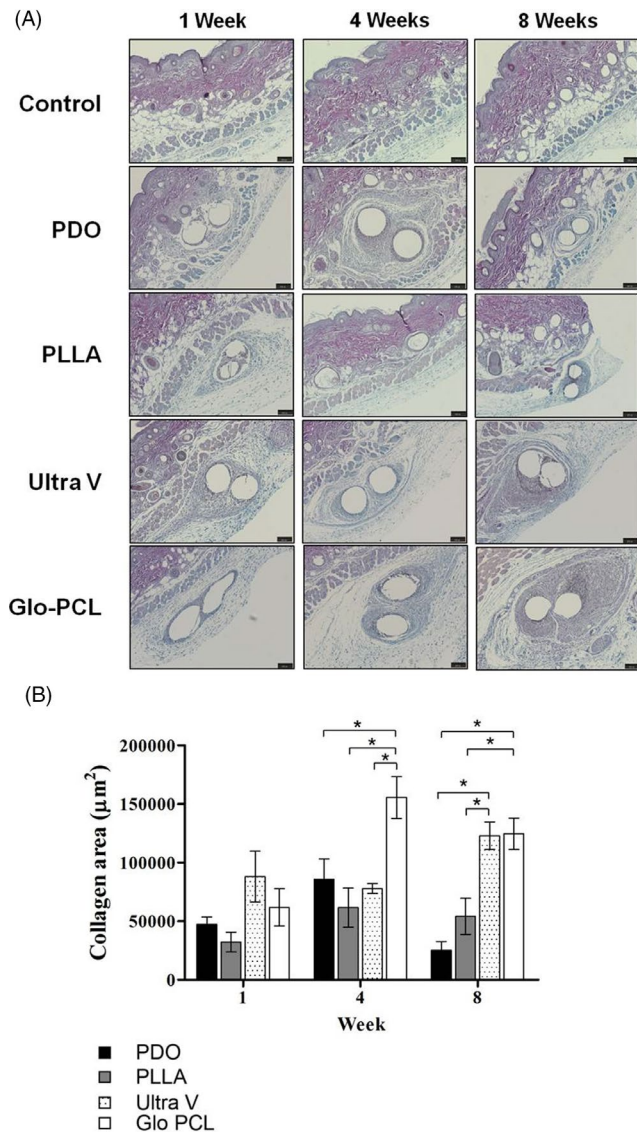 (A)
1 Week 4 Weeks 8 Weeks
Control
PDO
PLLA
Ultra V
Glo-PCL
(B)
* *
* *
* *
*
200000
150000
100000
50000
0
Collagen area (μm²)
1 4 8
Week
PDO
PLLA
Ultra V
Glo PCL